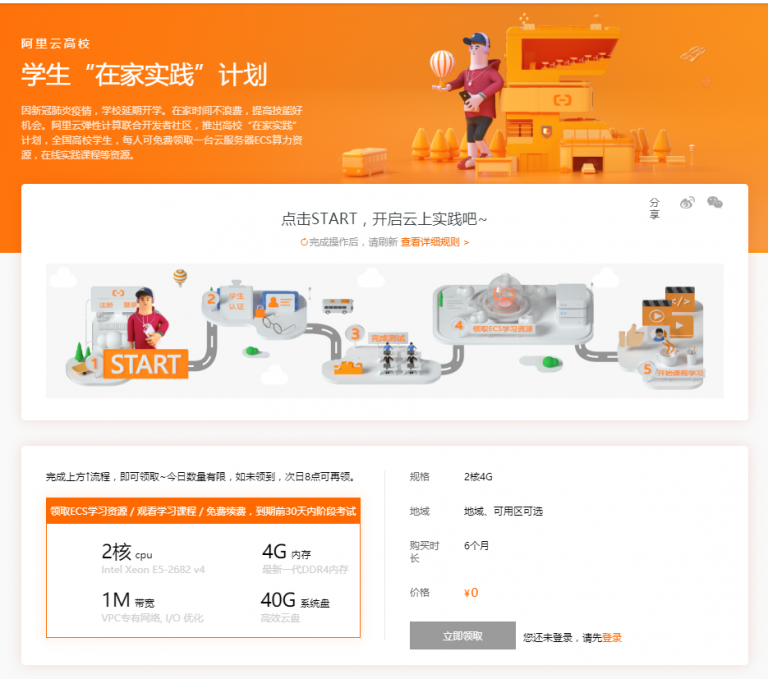 阿里云高校
学生“在家实践”计划
因新冠肺炎疫情，学校延期开学。在家时间不浪费，提高技能好
机会。阿里云弹性计算联合开发者社区，推出高校“在家实践”
计划，全国高校学生，每人可免费领取一台云服务器ECS算力资
源，在线实践课程等资源。
分享
点击START，开启云上实践吧~
完成操作后，请刷新 查看详细规则 >
注册 登录
1 START
2 学生认证
3 完成测试
4 领取ECS学习资源
5 开始课程学习
完成上方↑流程，即可领取~今日数量有限，如未领到，次日8点可再领。
领取ECS学习资源 / 观看学习课程 / 免费续费，到期前30天内阶段考试
2核 cpu
Intel Xeon E5-2682 v4
4G 内存
最新一代DDR4内存
1M 带宽
VPC专有网络, I/O 优化
40G 系统盘
高效云盘
规格 2核4G
地域 地域、可用区可选
购买时长 6个月
价格 ¥0
立即领取 您还未登录，请先登录